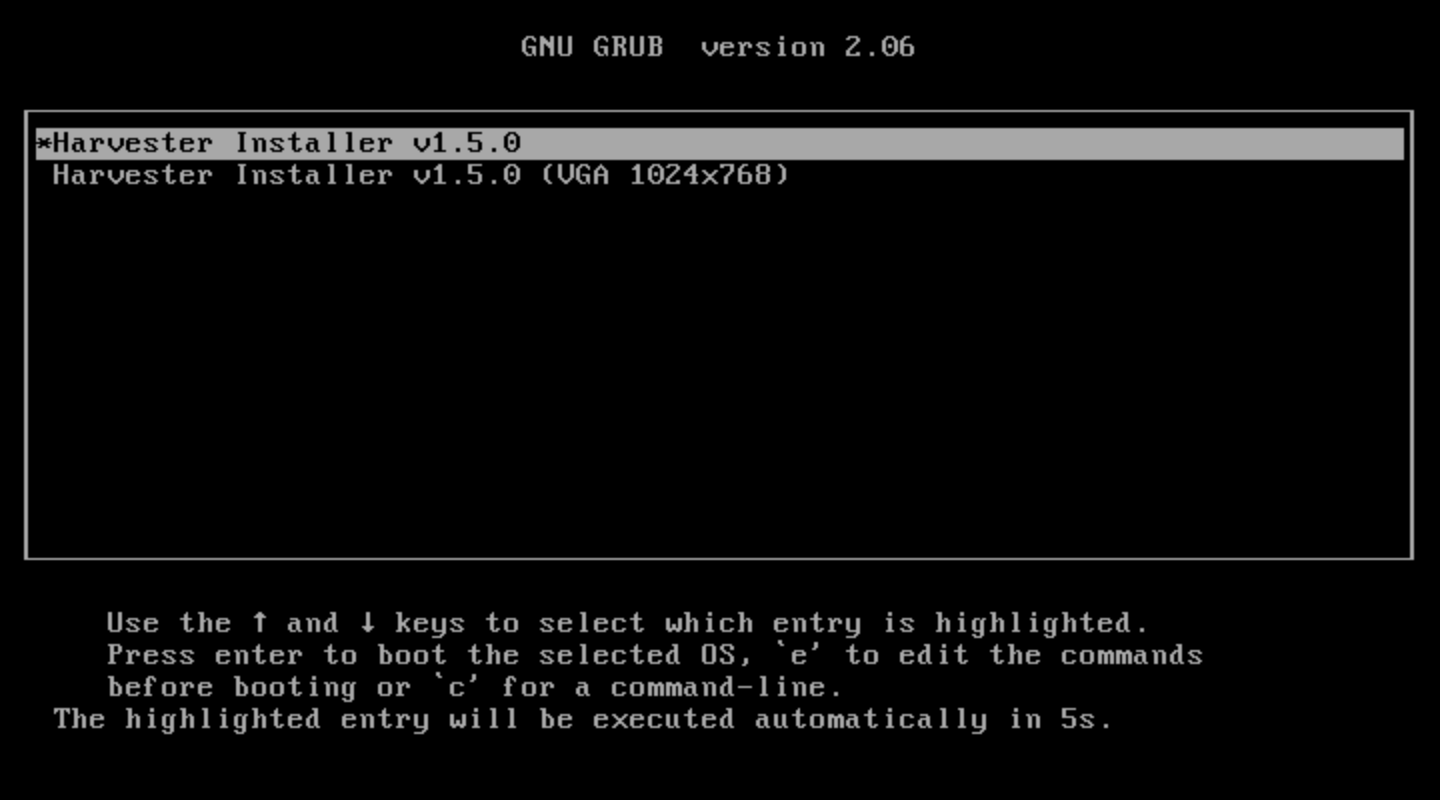 GNU GRUB  version 2.06
*Harvester Installer v1.5.0
Harvester Installer v1.5.0 (VGA 1024x768)
Use the ↑ and ↓ keys to select which entry is highlighted.
Press enter to boot the selected OS, `e' to edit the commands
before booting or `c' for a command-line.
The highlighted entry will be executed automatically in 5s.